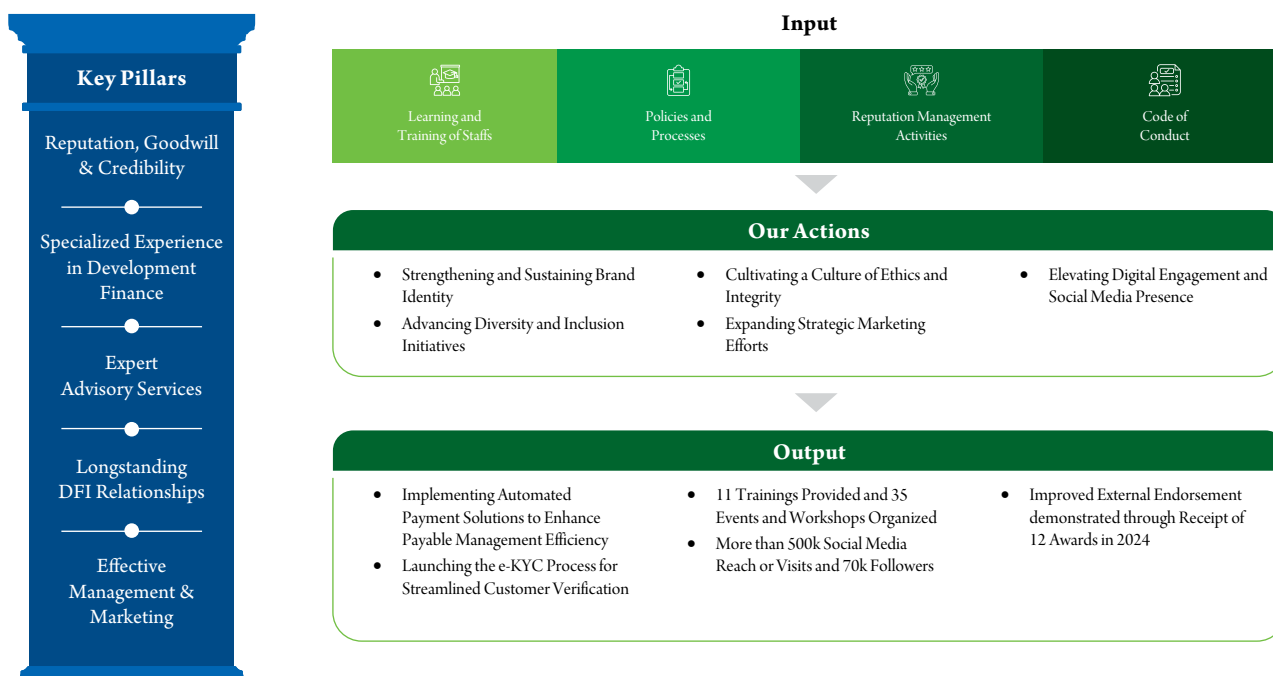 Key Pillars
Reputation, Goodwill
& Credibility
Specialized Experience
in Development
Finance
Expert
Advisory Services
Longstanding
DFI Relationships
Effective
Management &
Marketing
Input
Learning and
Training of Staffs
Policies and
Processes
Reputation Management
Activities
Code of
Conduct
Our Actions
• Strengthening and Sustaining Brand
Identity
• Advancing Diversity and Inclusion
Initiatives
• Cultivating a Culture of Ethics and
Integrity
• Expanding Strategic Marketing
Efforts
• Elevating Digital Engagement and
Social Media Presence
Output
• Implementing Automated
Payment Solutions to Enhance
Payable Management Efficiency
• Launching the e-KYC Process for
Streamlined Customer Verification
• 11 Trainings Provided and 35
Events and Workshops Organized
• More than 500k Social Media
Reach or Visits and 70k Followers
• Improved External Endorsement
demonstrated through Receipt of
12 Awards in 2024